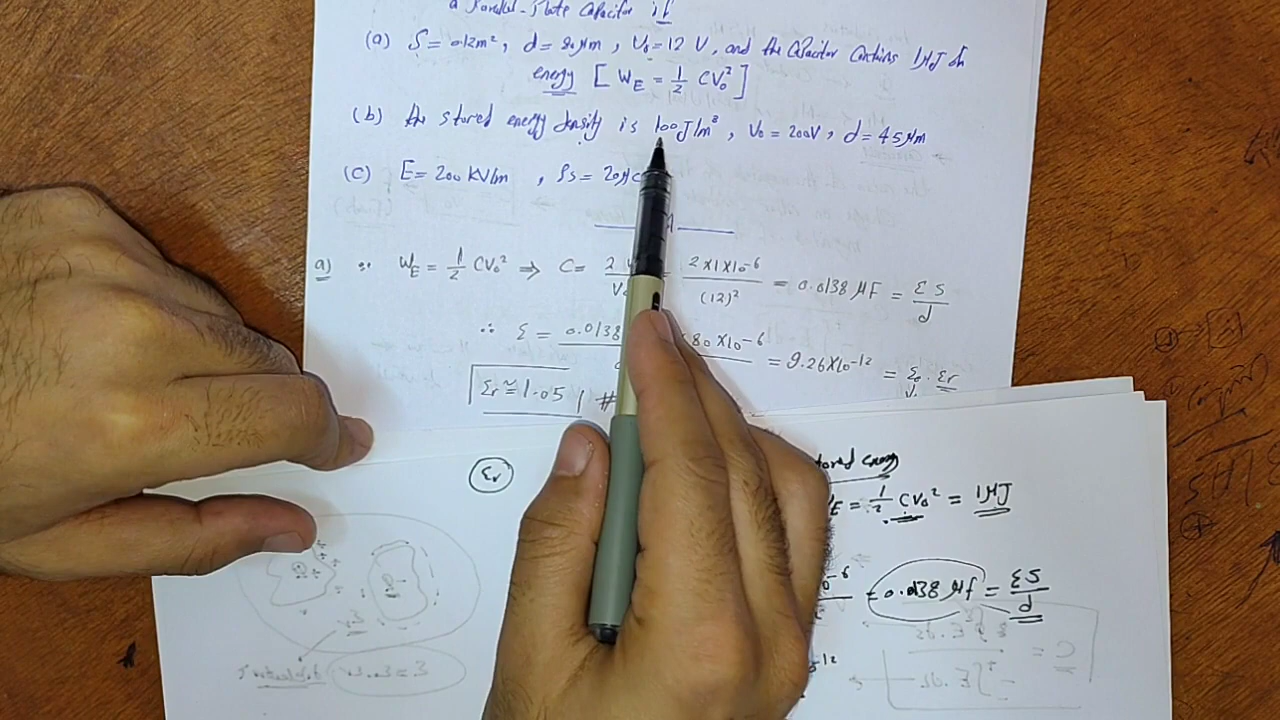 a Parallel-Plate Capacitor if
(a) S = 0.12m², d = 80 μm, V₀ = 12 V, and the Capacitor Contains 1μJ of
energy [ W_E = 1/2 CV₀² ]
(b) the stored energy density is 100J/m³, V₀ = 200V, d = 45μm
(C) E = 200 kV/m, ρs = 20μC
a) ∵ W_E = 1/2 CV₀² ⇒ C = 2 2×1×10⁻⁶ / (12)² = 0.0138 μF = εS / d
∴ ε = 0.0138 80×10⁻⁶ = 9.26×10⁻¹² = ε₀ . εr
εr ≈ 1.05 #
stored energy
εr
= 1/2 CV₀² = 1μJ
= 0.0138 μf = εS / d